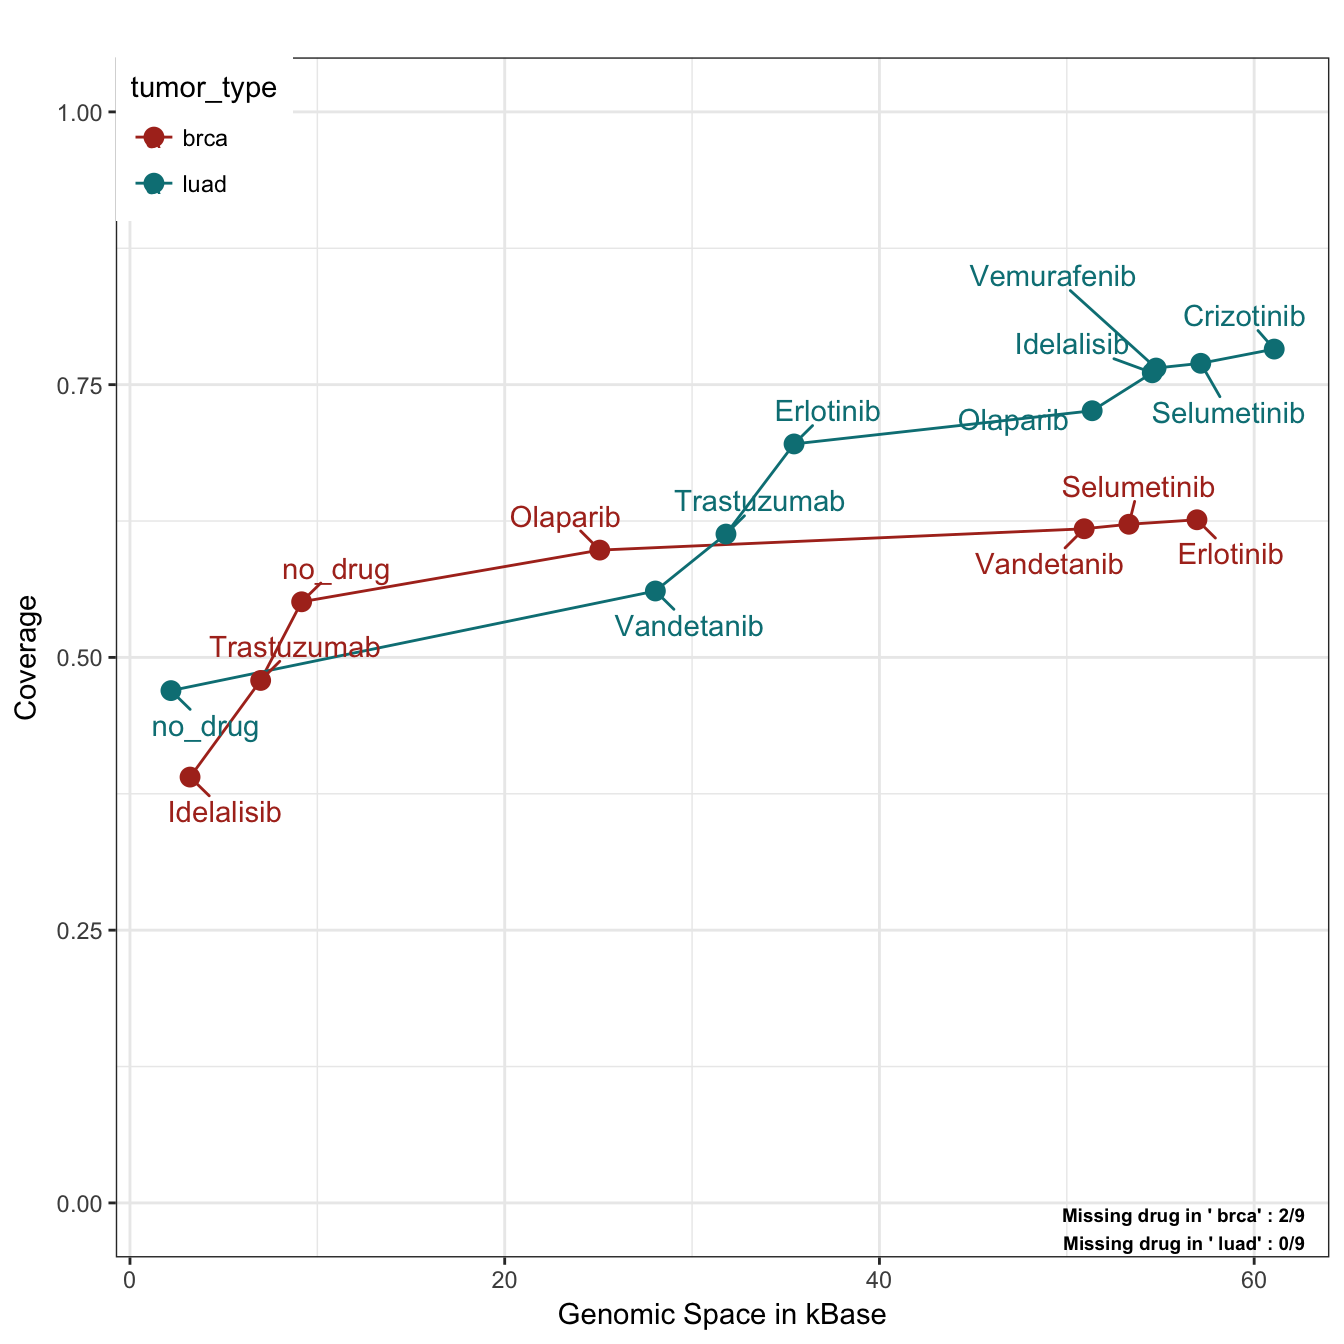 tumor_type
brca
luad
1.00
0.75
0.50
0.25
0.00
Coverage
Vemurafenib
Crizotinib
Idelalisib
Selumetinib
Erlotinib
Olaparib
Trastuzumab
Selumetinib
Olaparib
Vandetanib
Erlotinib
no_drug
Vandetanib
Trastuzumab
no_drug
Idelalisib
Missing drug in ' brca' : 2/9
Missing drug in ' luad' : 0/9
0
20
40
60
Genomic Space in kBase